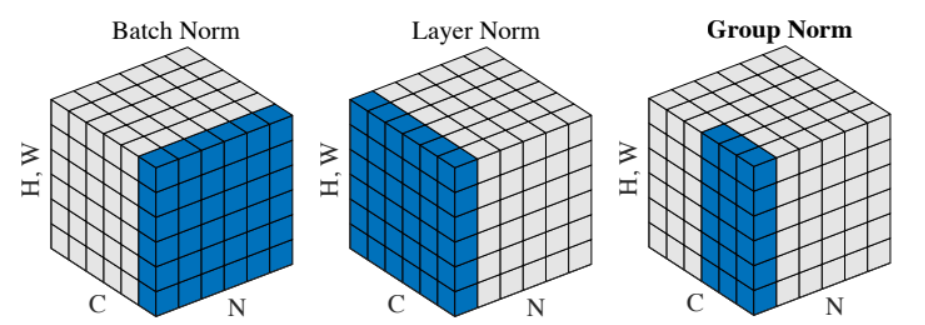 Batch Norm
Layer Norm
Group Norm
H, W
C
N
H, W
C
N
H, W
C
N